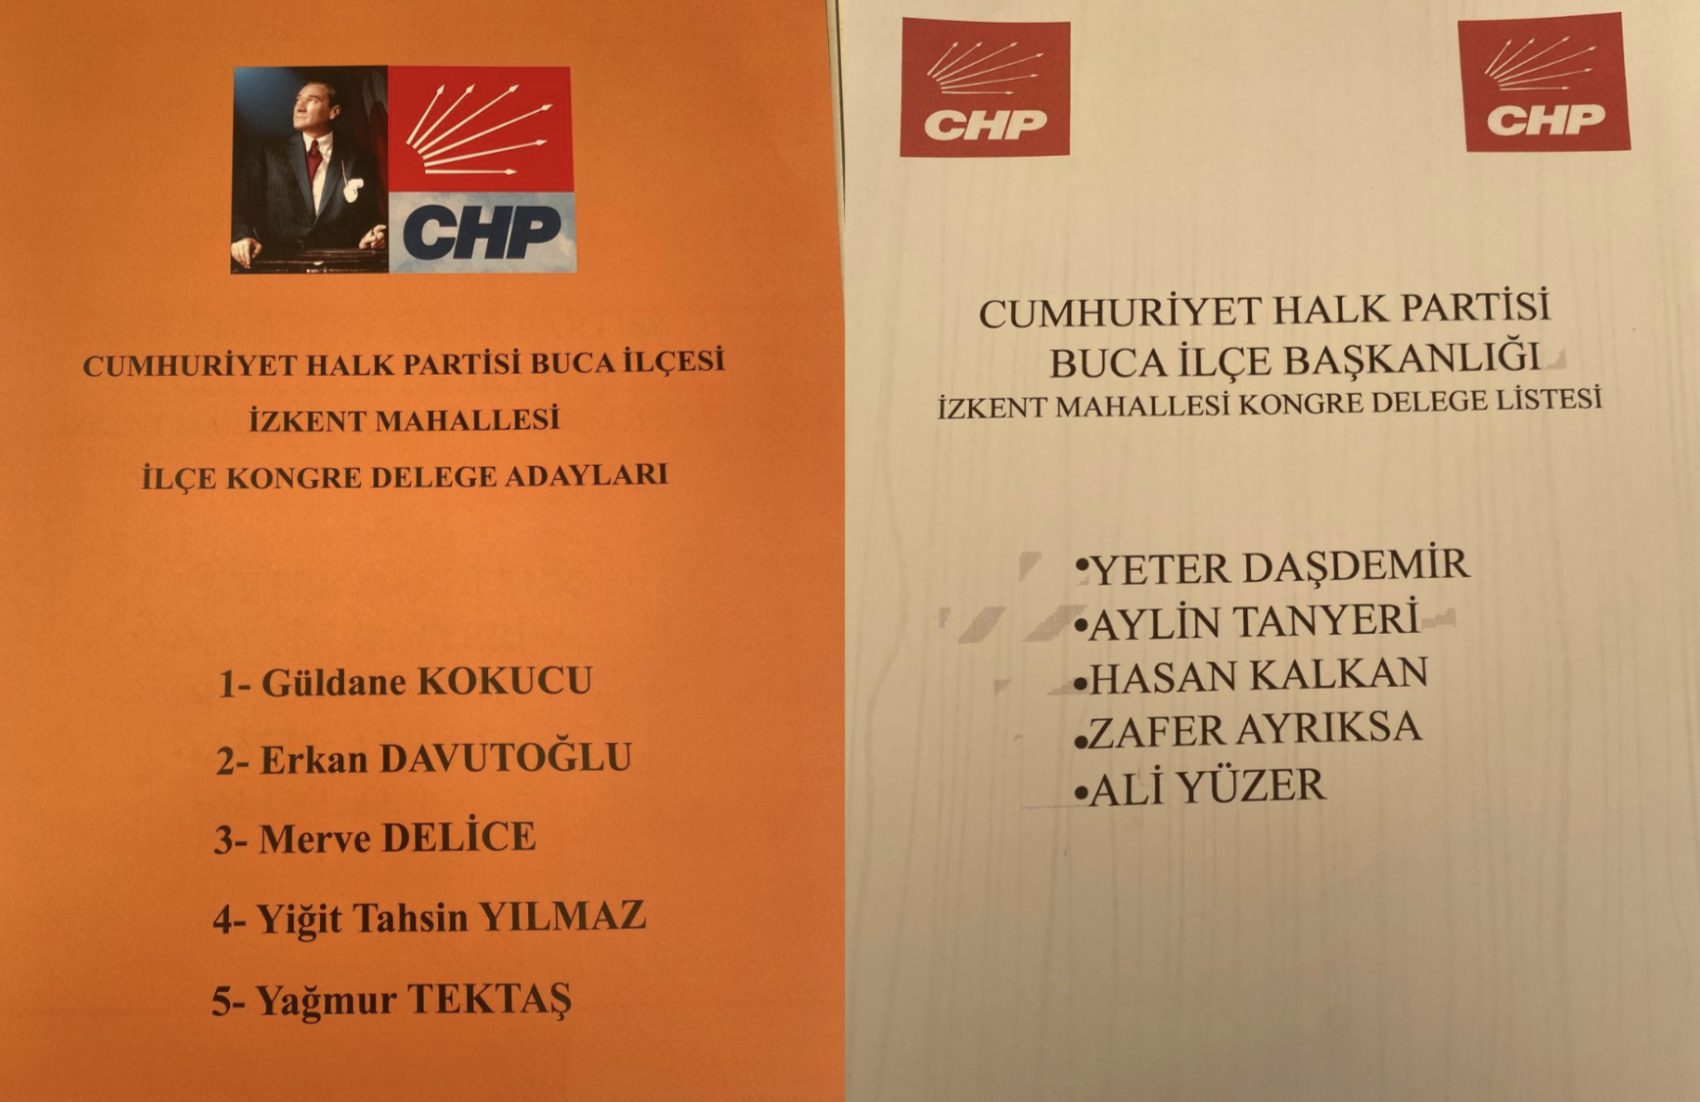 CHP
CUMHURİYET HALK PARTİSİ BUCA İLÇESİ
İZKENT MAHALLESİ
İLÇE KONGRE DELEGE ADAYLARI
1- Güldane KOKUCU
2- Erkan DAVUTOĞLU
3- Merve DELİCE
4- Yiğit Tahsin YILMAZ
5- Yağmur TEKTAŞ
CHP
CHP
CUMHURİYET HALK PARTİSİ
BUCA İLÇE BAŞKANLIĞI
İZKENT MAHALLESİ KONGRE DELEGE LİSTESİ
•YETER DAŞDEMİR
•AYLİN TANYERİ
•HASAN KALKAN
•ZAFER AYRIKSA
•ALİ YÜZER